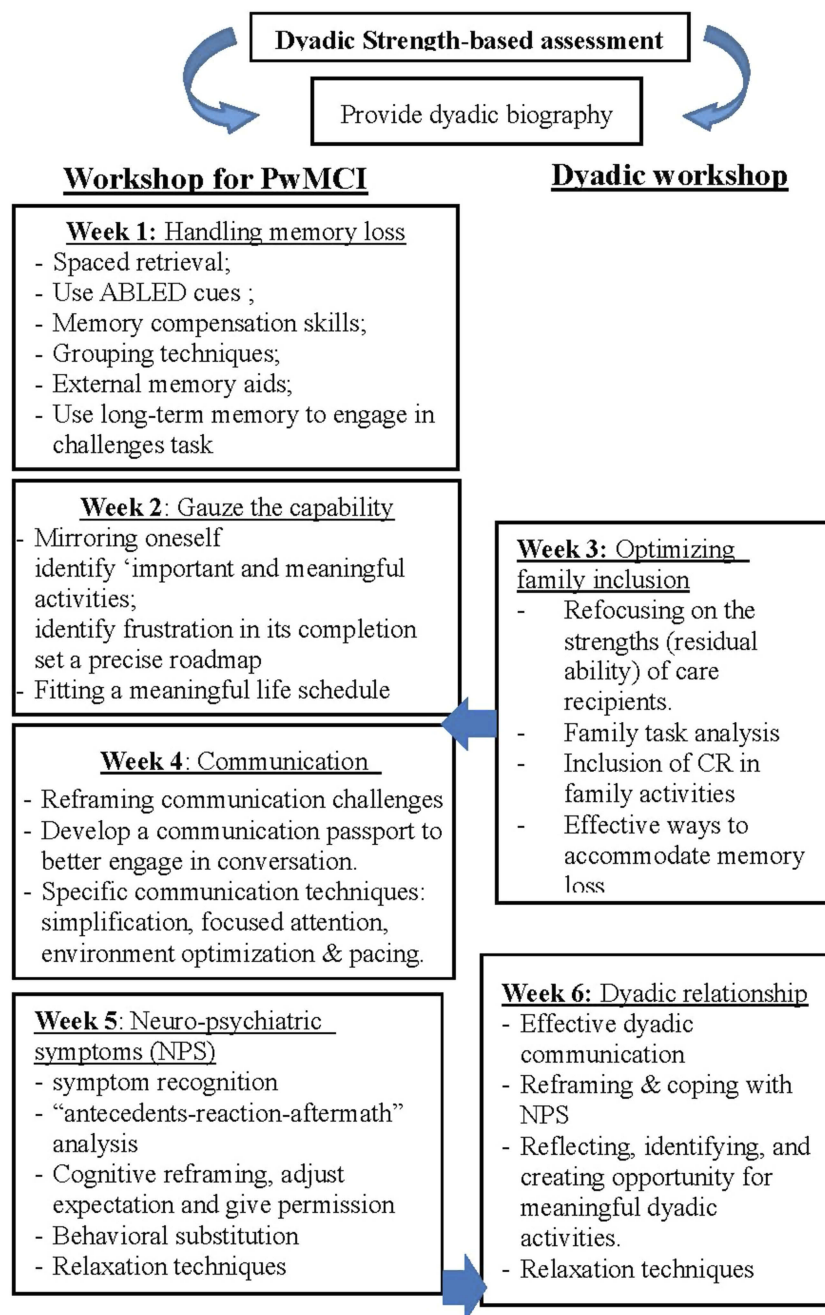 Dyadic Strength-based assessment
Provide dyadic biography
Workshop for PwMCI
Dyadic workshop
Week 1: Handling memory loss
- Spaced retrieval;
- Use ABLED cues ;
- Memory compensation skills;
- Grouping techniques;
- External memory aids;
- Use long-term memory to engage in
challenges task
Week 2: Gauze the capability
- Mirroring oneself
identify ‘important and meaningful
activities;
identify frustration in its completion
set a precise roadmap
- Fitting a meaningful life schedule
Week 3: Optimizing
family inclusion
- Refocusing on the
strengths (residual
ability) of care
recipients.
- Family task analysis
- Inclusion of CR in
family activities
- Effective ways to
accommodate memory
loss
Week 4: Communication
- Reframing communication challenges
- Develop a communication passport to
better engage in conversation.
- Specific communication techniques:
simplification, focused attention,
environment optimization & pacing.
Week 5: Neuro-psychiatric
symptoms (NPS)
- symptom recognition
- “antecedents-reaction-aftermath”
analysis
- Cognitive reframing, adjust
expectation and give permission
- Behavioral substitution
- Relaxation techniques
Week 6: Dyadic relationship
- Effective dyadic
communication
- Reframing & coping with
NPS
- Reflecting, identifying, and
creating opportunity for
meaningful dyadic
activities.
- Relaxation techniques